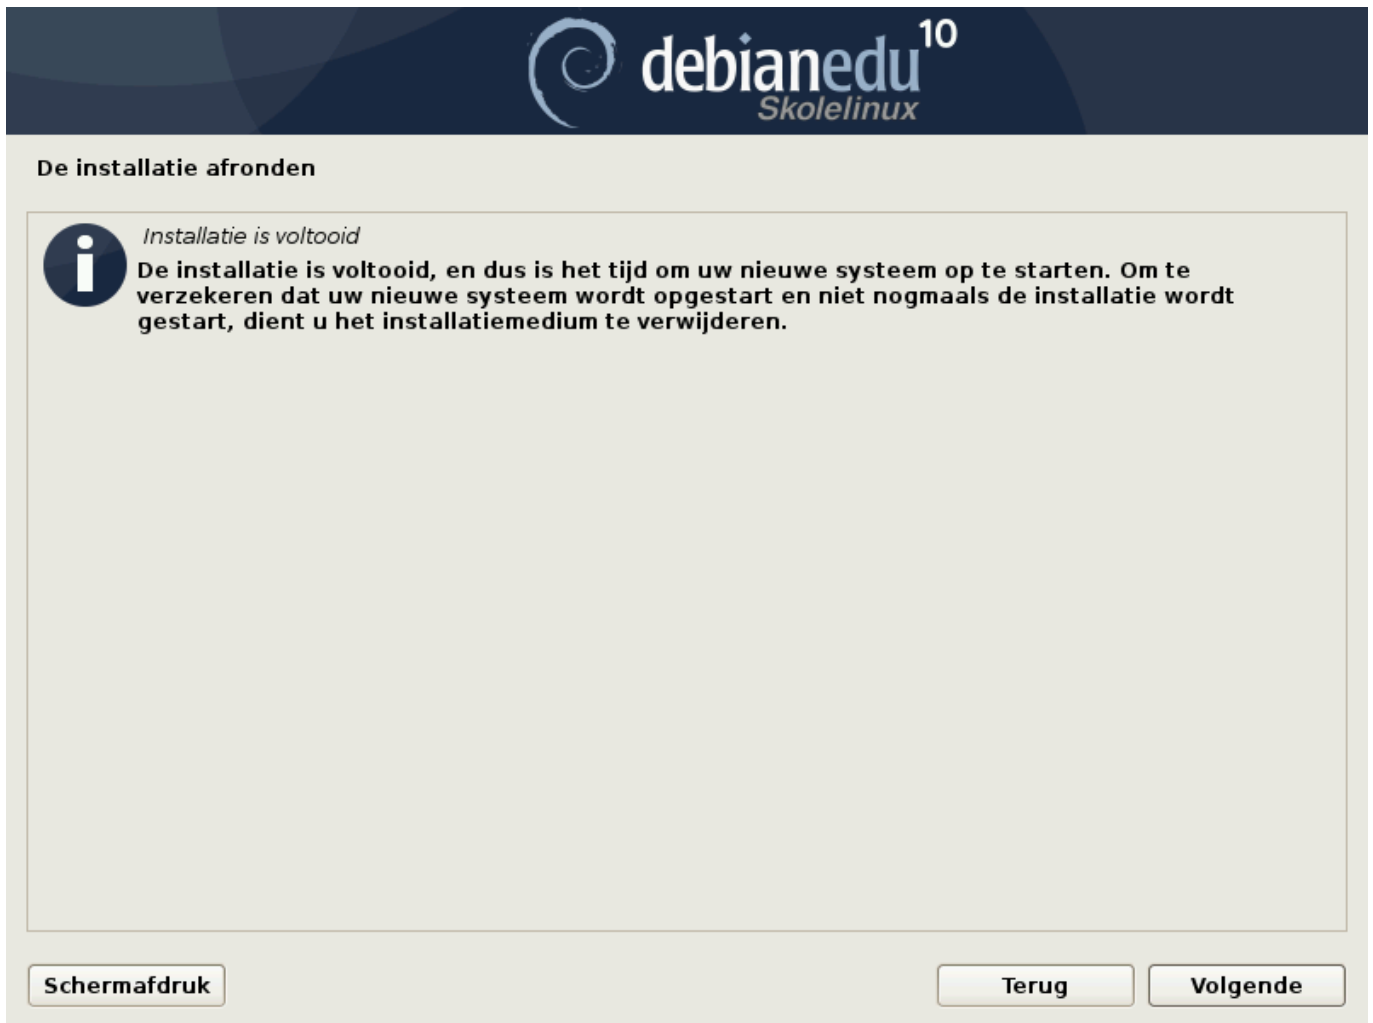 debianedu 10
Skolelinux
De installatie afronden
Installatie is voltooid
De installatie is voltooid, en dus is het tijd om uw nieuwe systeem op te starten. Om te
verzekeren dat uw nieuwe systeem wordt opgestart en niet nogmaals de installatie wordt
gestart, dient u het installatiemedium te verwijderen.
Schermafdruk
Terug
Volgende